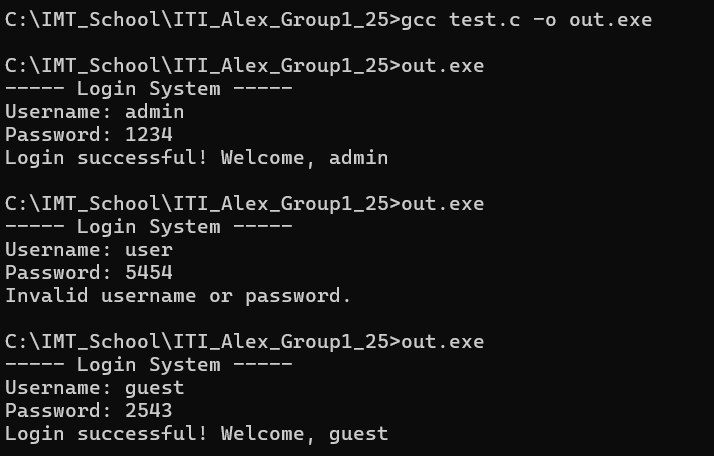 C:\IMT_School\ITI_Alex_Group1_25>gcc test.c -o out.exe
C:\IMT_School\ITI_Alex_Group1_25>out.exe
----- Login System -----
Username: admin
Password: 1234
Login successful! Welcome, admin
C:\IMT_School\ITI_Alex_Group1_25>out.exe
----- Login System -----
Username: user
Password: 5454
Invalid username or password.
C:\IMT_School\ITI_Alex_Group1_25>out.exe
----- Login System -----
Username: guest
Password: 2543
Login successful! Welcome, guest